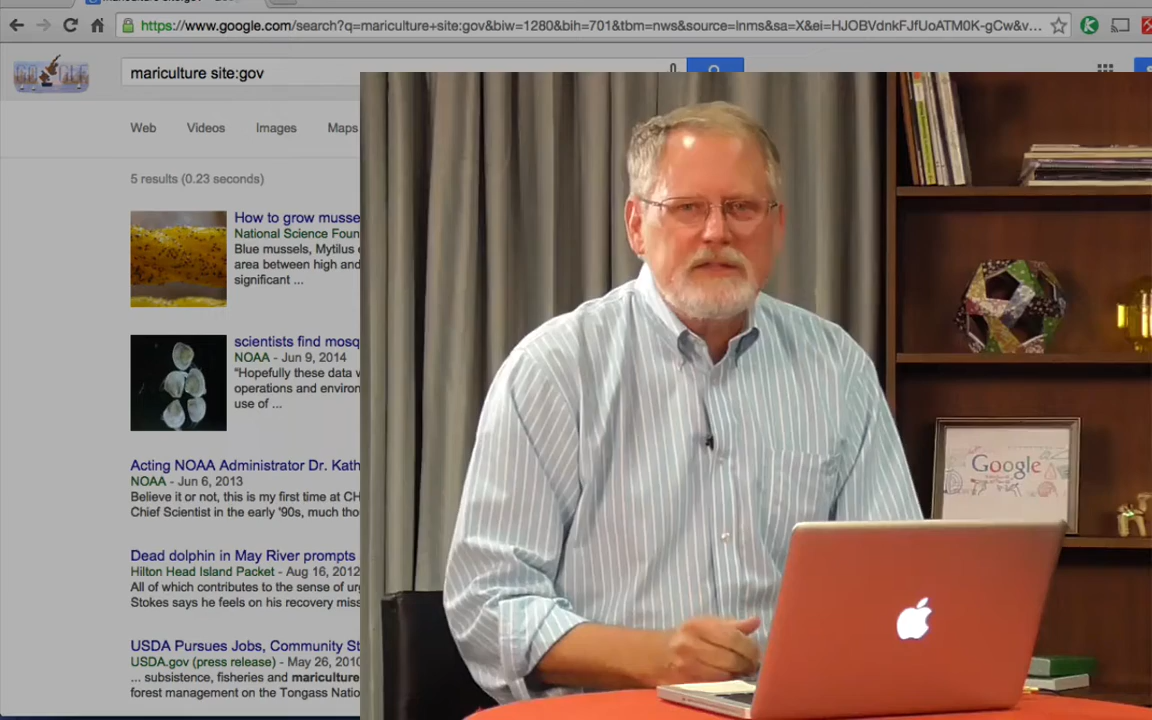 https://www.google.com/search?q=mariculture+site:gov&biw=1280&bih=701&tbm=nws&source=lnms&sa=X&ei=HJOBVdnkFJfUoATM0K-gCw&v...
mariculture site:gov
Web Videos Images Maps
5 results (0.23 seconds)
How to grow musse
National Science Foun
Blue mussels, Mytilus e
area between high and
significant ...
scientists find mosq
NOAA - Jun 9, 2014
"Hopefully these data w
operations and environ
use of ...
Acting NOAA Administrator Dr. Kath
NOAA - Jun 6, 2013
Believe it or not, this is my first time at CH
Chief Scientist in the early '90s, much tho
Dead dolphin in May River prompts
Hilton Head Island Packet - Aug 16, 2012
All of which contributes to the sense of urg
Stokes says he feels on his recovery miss
USDA Pursues Jobs, Community St
USDA.gov (press release) - May 26, 2010
... subsistence, fisheries and mariculture
forest management on the Tongass Natio
Google